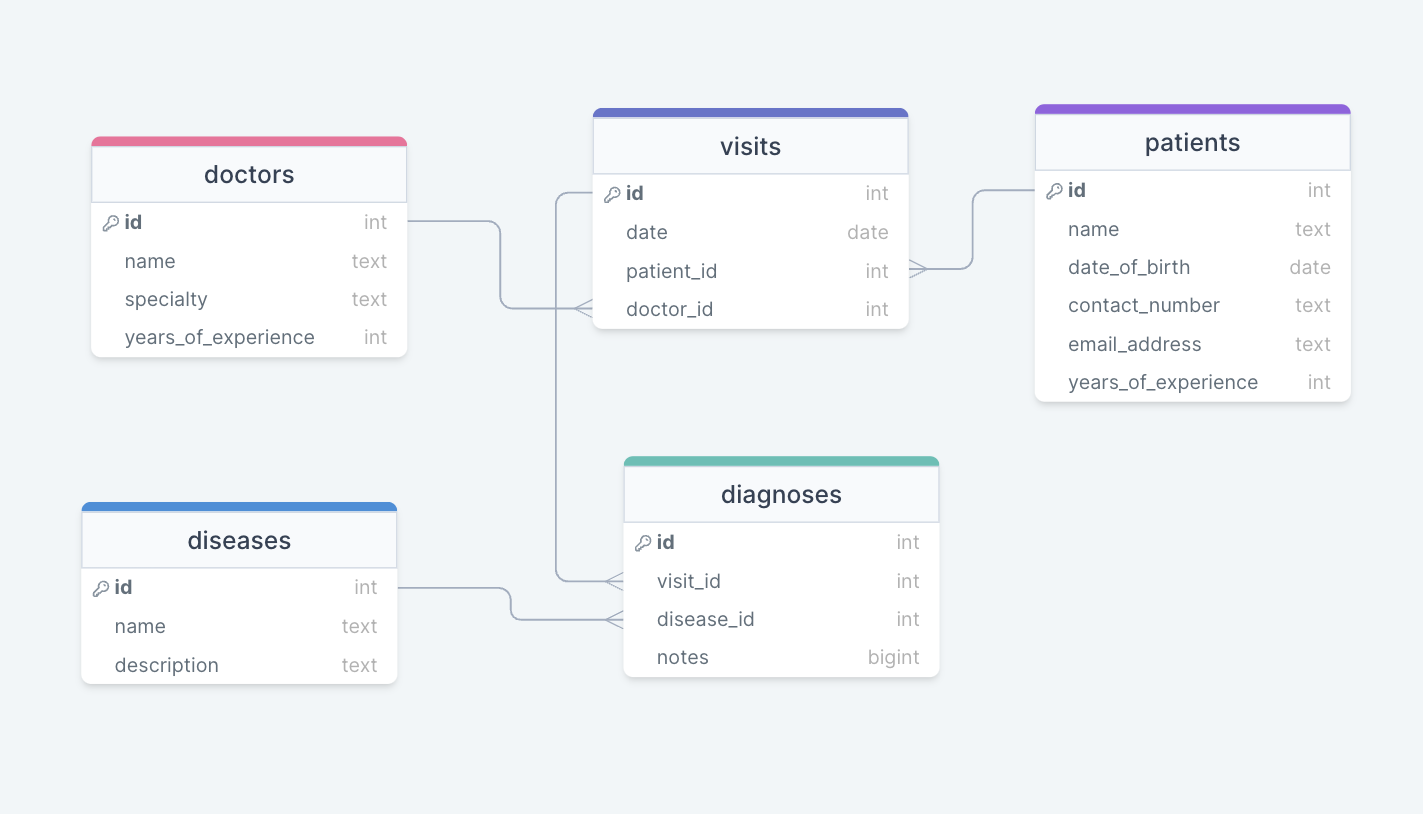 doctors
id int
name text
specialty text
years_of_experience int
visits
id int
date date
patient_id int
doctor_id int
patients
id int
name text
date_of_birth date
contact_number text
email_address text
years_of_experience int
diseases
id int
name text
description text
diagnoses
id int
visit_id int
disease_id int
notes bigint